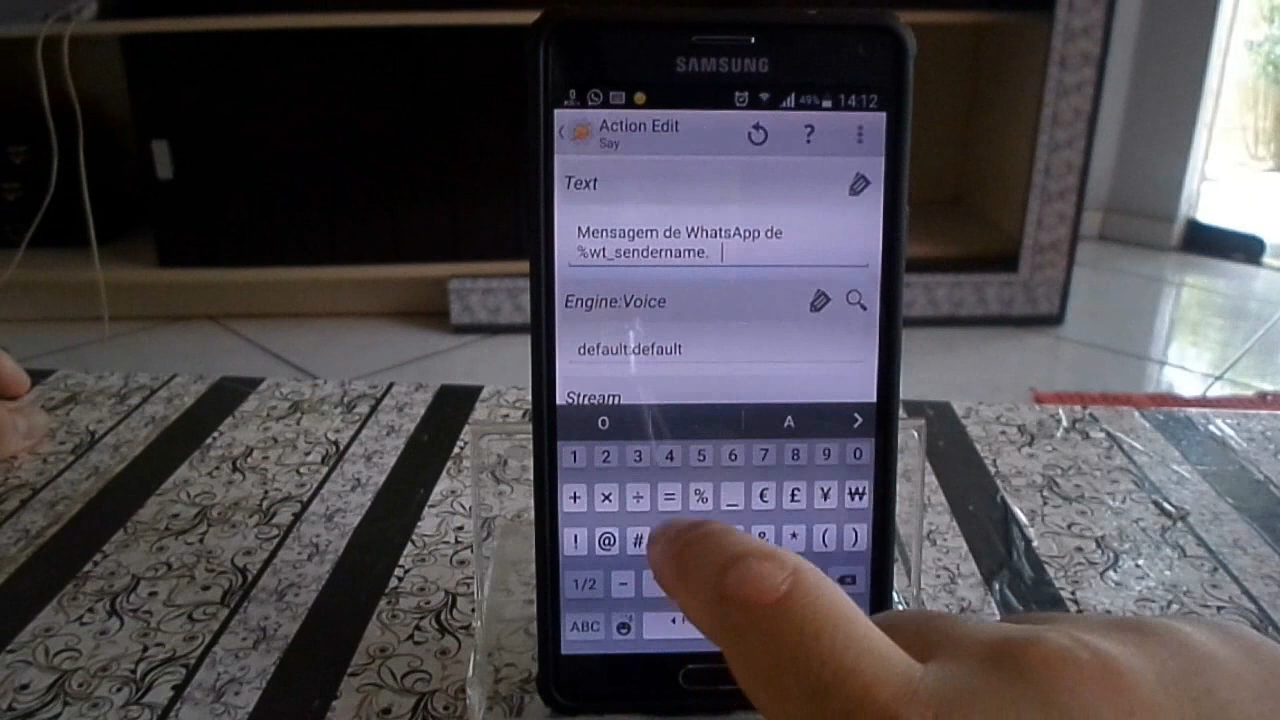 SAMSUNG
49% 14:12
Action Edit
?
Say
Text
Mensagem de WhatsApp de
%wt_sendername.
Engine:Voice
default:default
Stream
O A
1 2 3 4 5 6 7 8 9 0
+ × ÷ = % _ € £ ¥ ₩
! @ # & * ( )
1/2 -
ABC